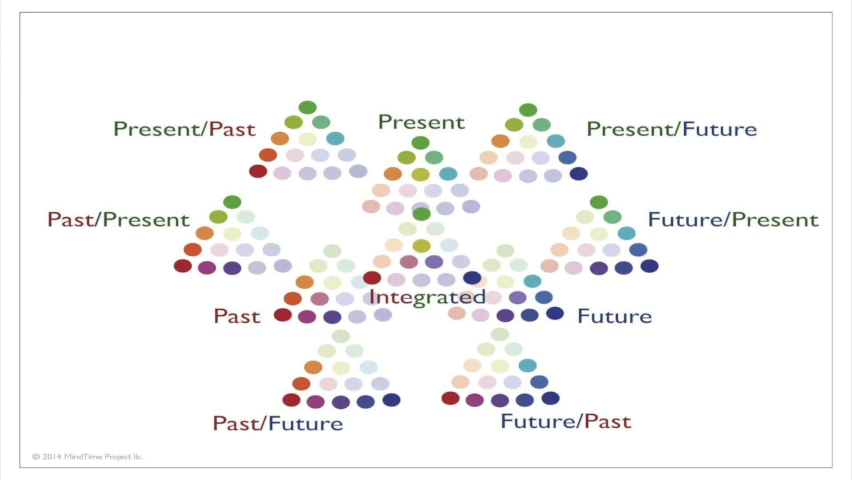 Present/Past
Present
Present/Future
Past/Present
Future/Present
Integrated
Past
Future
Past/Future
Future/Past
© 2014 MindTime Project llc.